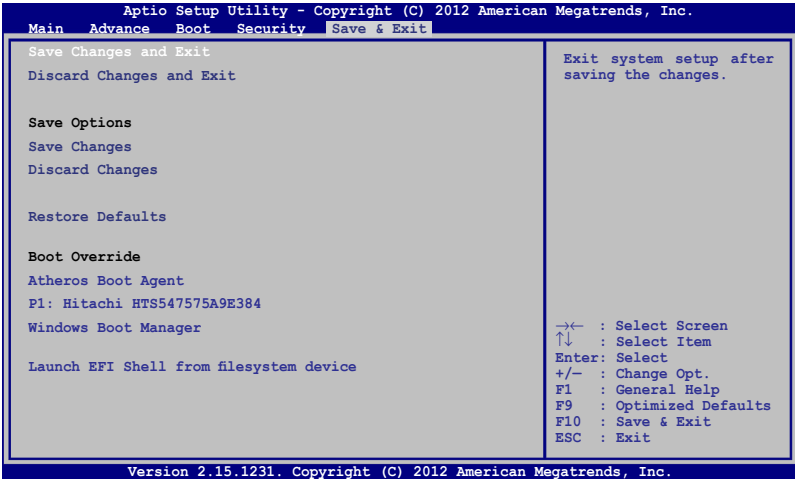 Aptio Setup Utility - Copyright (C) 2012 American Megatrends, Inc.
Main Advance Boot Security Save & Exit
Save Changes and Exit
Discard Changes and Exit
Save Options
Save Changes
Discard Changes
Restore Defaults
Boot Override
Atheros Boot Agent
P1: Hitachi HTS547575A9E384
Windows Boot Manager
Launch EFI Shell from filesystem device
Exit system setup after
saving the changes.
→← : Select Screen
↑↓ : Select Item
Enter: Select
+/— : Change Opt.
F1 : General Help
F9 : Optimized Defaults
F10 : Save & Exit
ESC : Exit
Version 2.15.1231. Copyright (C) 2012 American Megatrends, Inc.